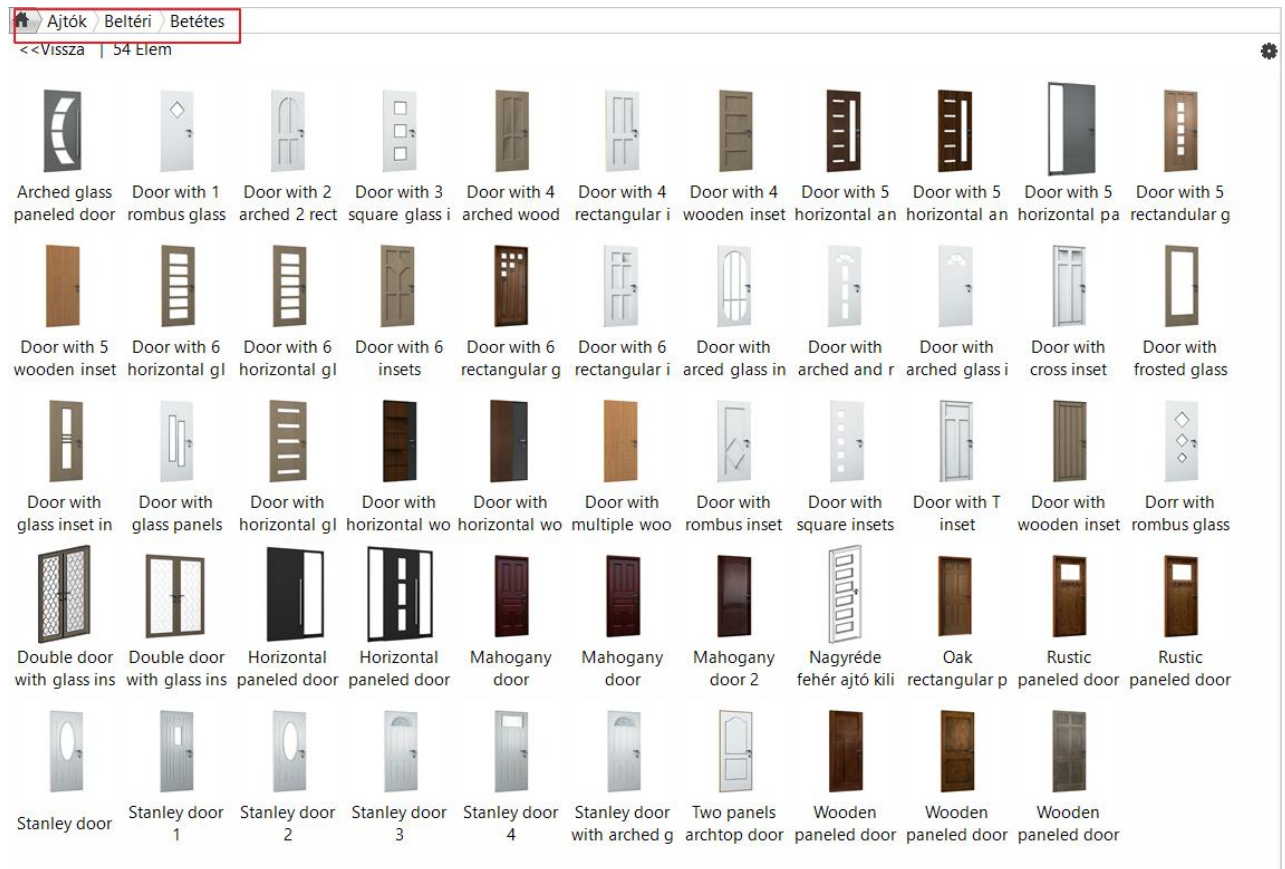 Ajtók Beltéri Betétes
<<Vissza | 54 Elem
Arched glass Door with 1 Door with 2 Door with 3 Door with 4 Door with 4 Door with 4 Door with 5 Door with 5 Door with 5 Door with 5
paneled door rombus glass arched 2 rect square glass i arched wood rectangular i wooden inset horizontal an horizontal an horizontal pa rectandular g
Door with 5 Door with 6 Door with 6 Door with 6 Door with 6 Door with 6 Door with Door with Door with Door with Door with
wooden inset horizontal gl horizontal gl insets rectangular g rectangular i arced glass in arched and r arched glass i cross inset frosted glass
Door with Door with Door with Door with Door with Door with Door with Door with Door with T Door with Dorr with
glass inset in glass panels horizontal gl horizontal wo horizontal wo multiple woo rombus inset square insets inset wooden inset rombus glass
Double door Double door Horizontal Horizontal Mahogany Mahogany Mahogany Nagyréde Oak Rustic Rustic
with glass ins with glass ins paneled door paneled door door door door 2 fehér ajtó kili rectangular p paneled door paneled door
Stanley door Stanley door Stanley door Stanley door Stanley door Stanley door Two panels Wooden Wooden Wooden
1 2 3 4 with arched g archtop door paneled door paneled door paneled door